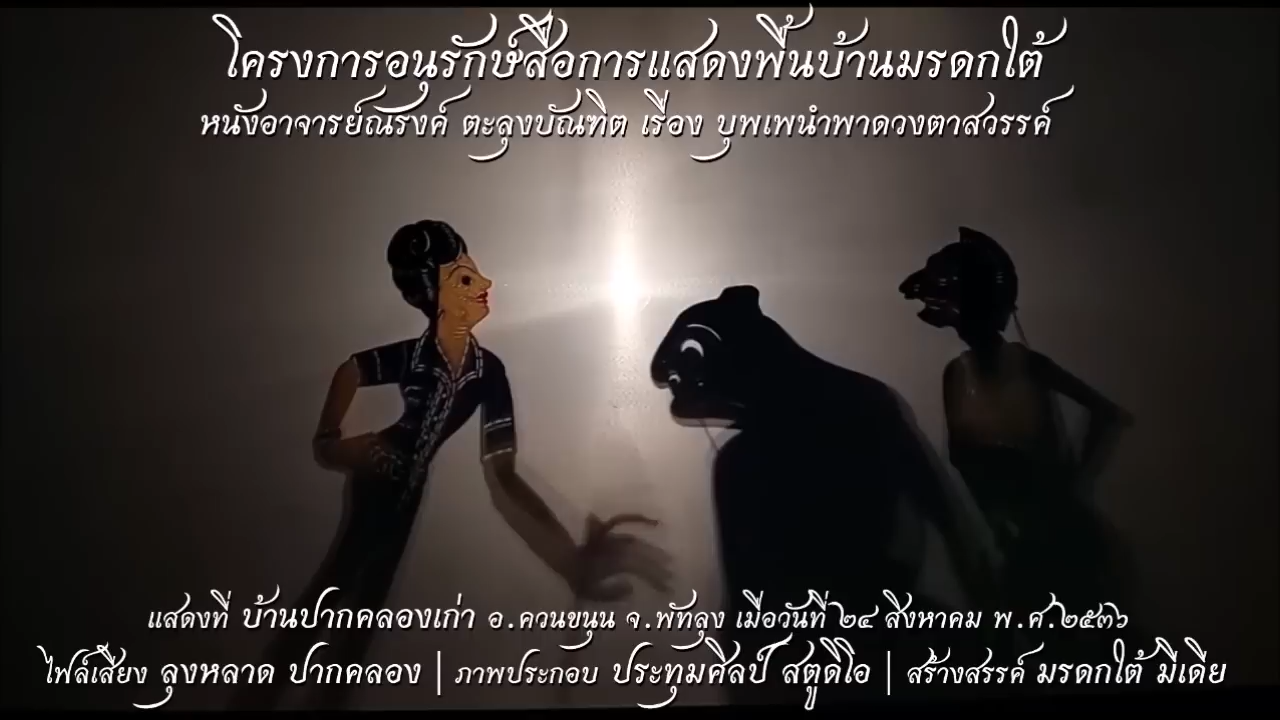 โครงการอนุรักษ์สื่อการแสดงพื้นบ้านมรดกใต้
หนังอาจารย์ณรงค์ ตะลุงบัณฑิต เรื่อง บุพเพนำพาดวงตาสวรรค์
แสดงที่ บ้านปากคลองเก่า อ.ควนขนุน จ.พัทลุง เมื่อวันที่ ๒๔ สิงหาคม พ.ศ.๒๕๓๖
ไฟล์เสียง ลุงหลาด ปากคลอง | ภาพประกอบ ประทุมศิลป์ สตูดิโอ | สร้างสรรค์ มรดกใต้ มีเดีย